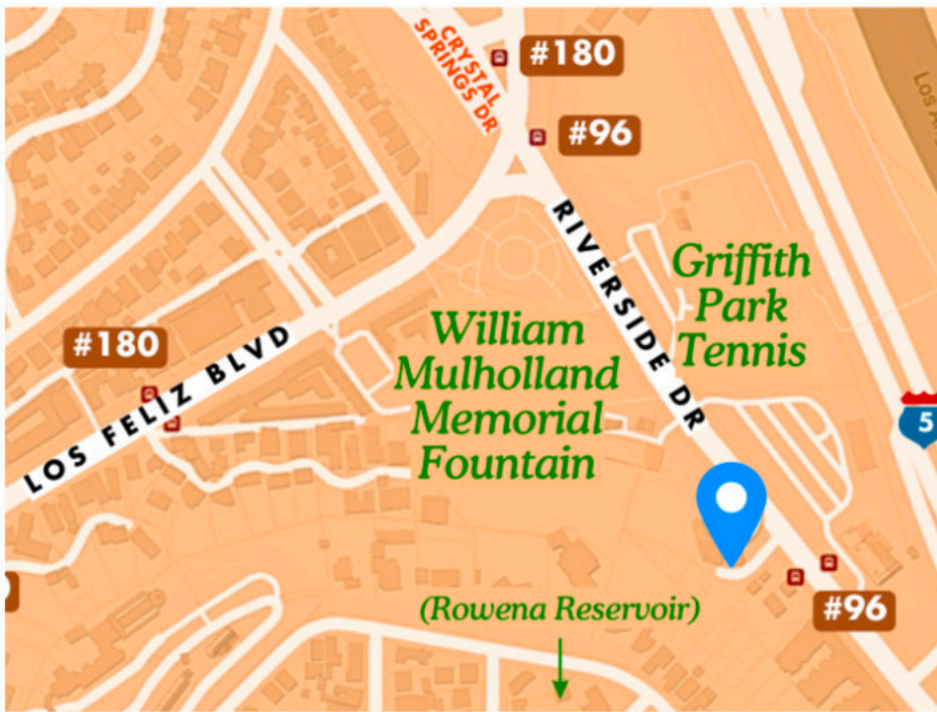 CRYSTAL
SPRINGS DR
#180
#96
RIVERSIDE DR
Griffith
Park
Tennis
#180
LOS FELIZ BLVD
William
Mulholland
Memorial
Fountain
5
(Rowena Reservoir)
#96